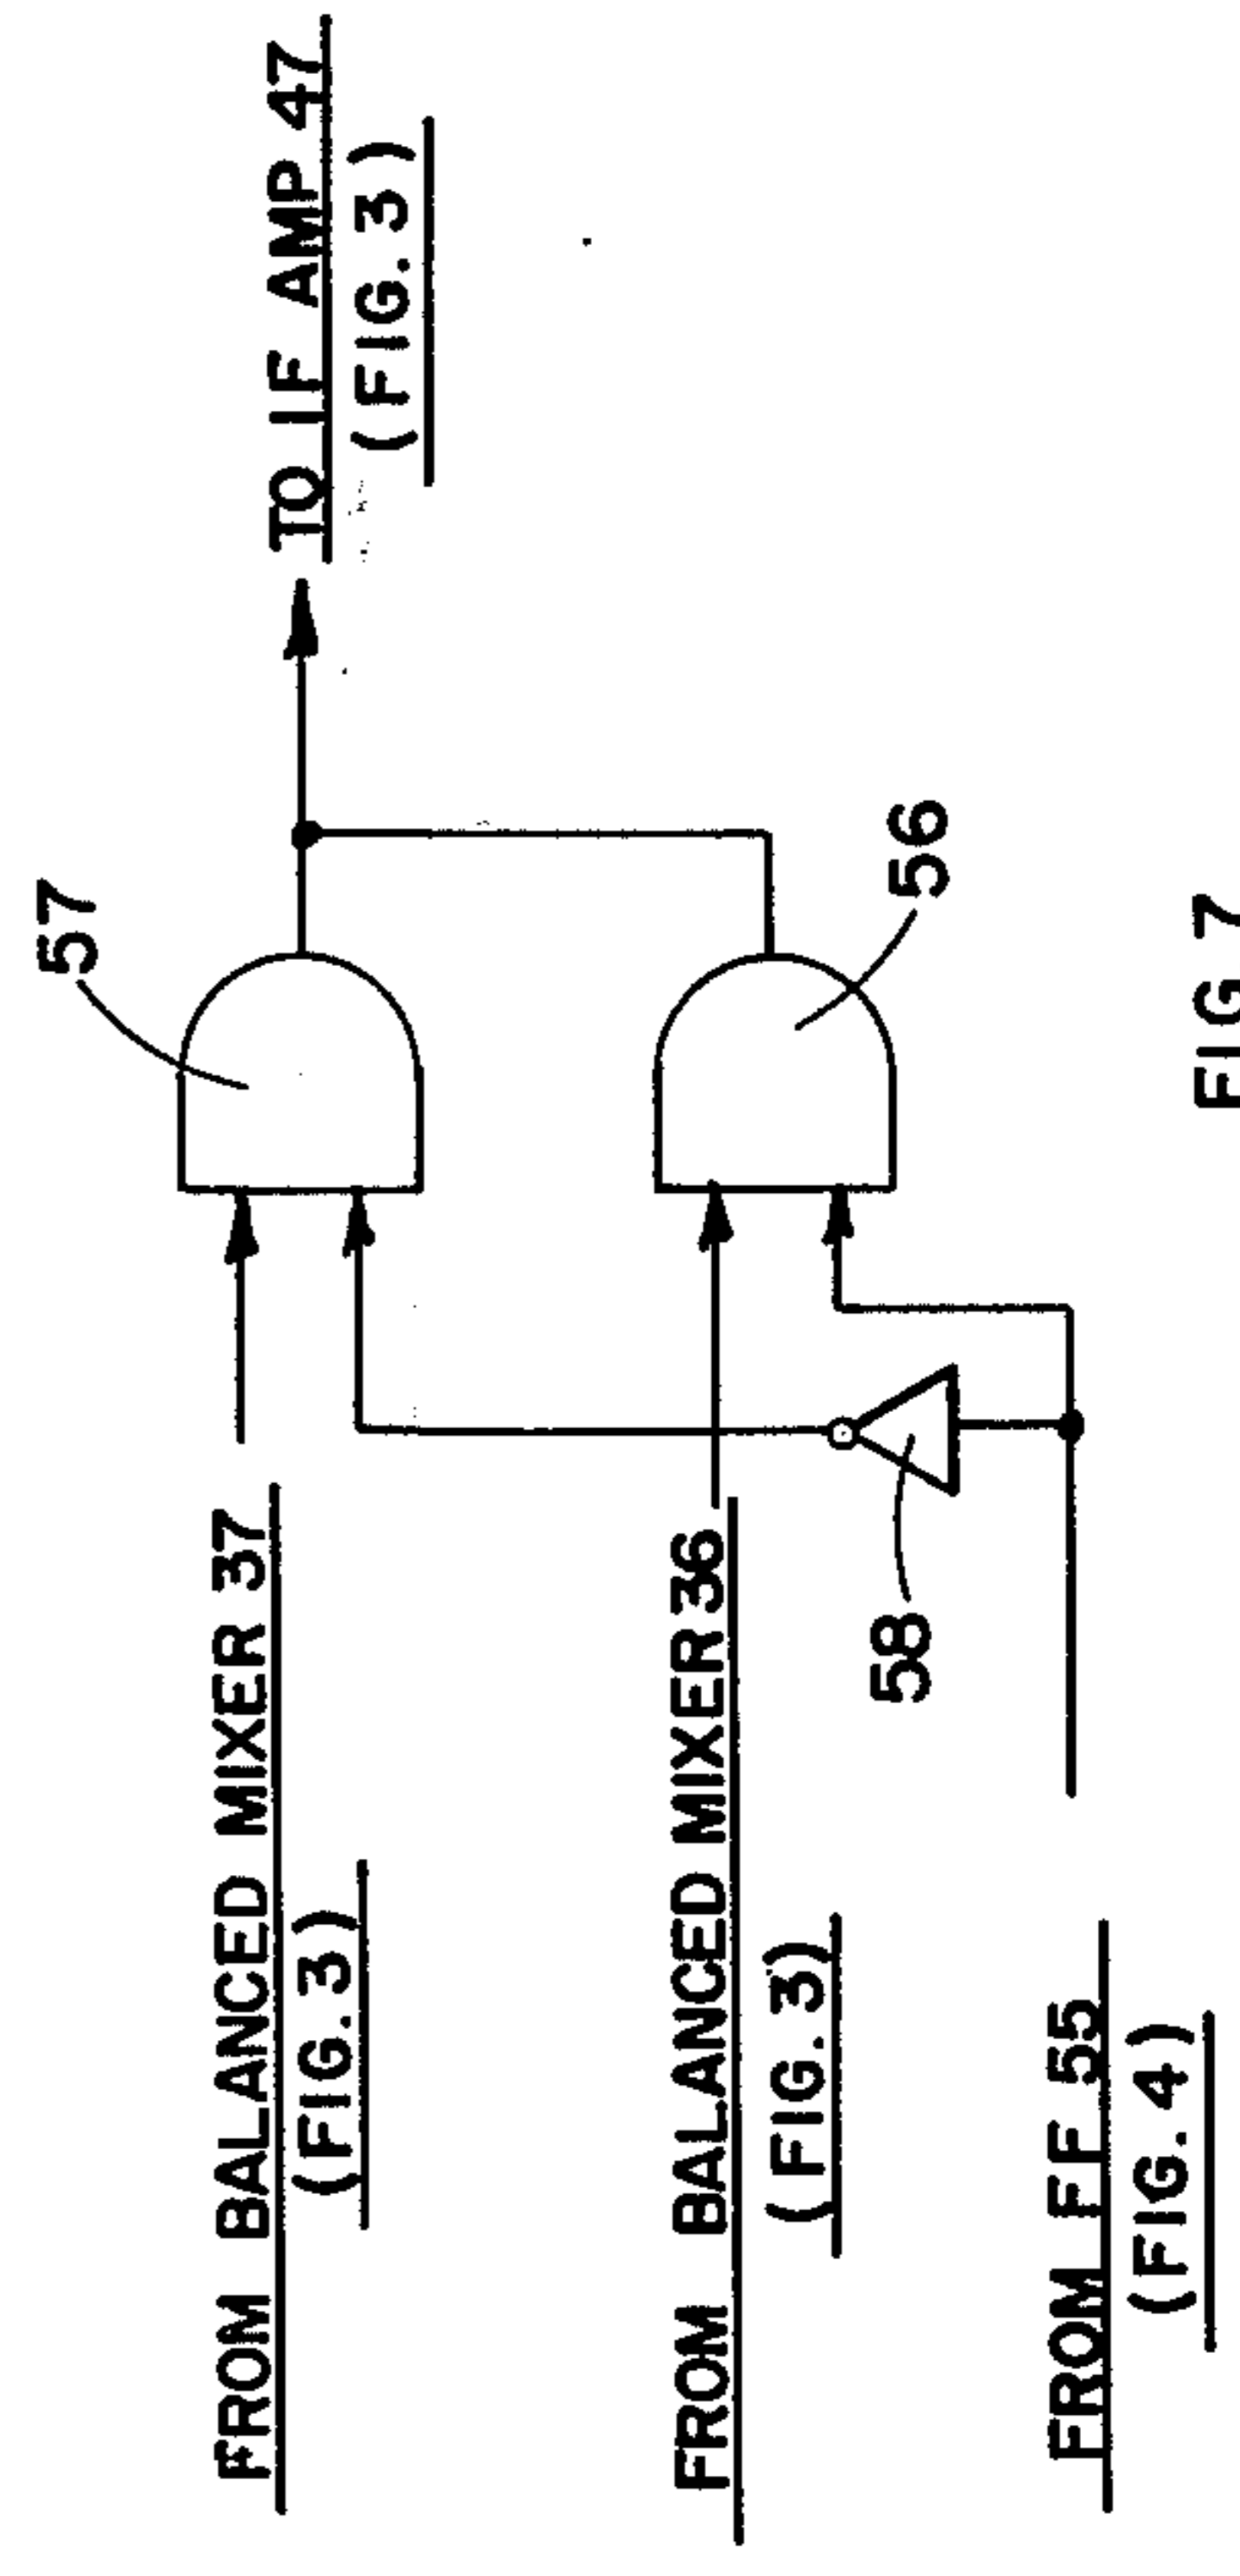 FROM BALANCED MIXER 37
(FIG. 3)
57
TO IF AMP 47
(FIG. 3)
FROM BALANCED MIXER 36
(FIG. 3)
58
56
FROM FF 55
(FIG. 4)
FIG 7